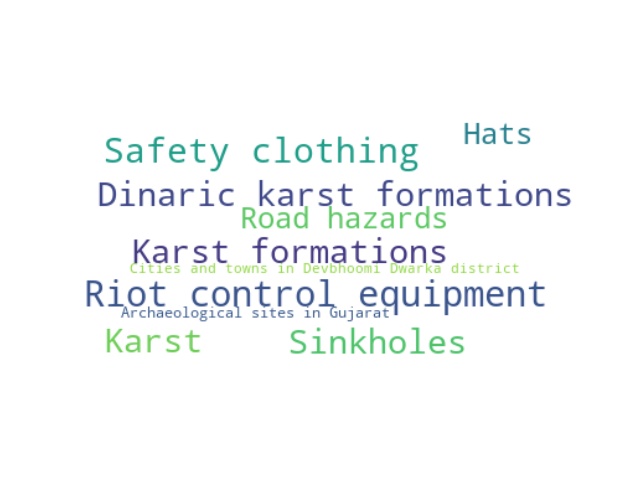 Hats
Safety clothing
Dinaric karst formations
Road hazards
Karst formations
Cities and towns in Devbhoomi Dwarka district
Riot control equipment
Archaeological sites in Gujarat
Karst
Sinkholes